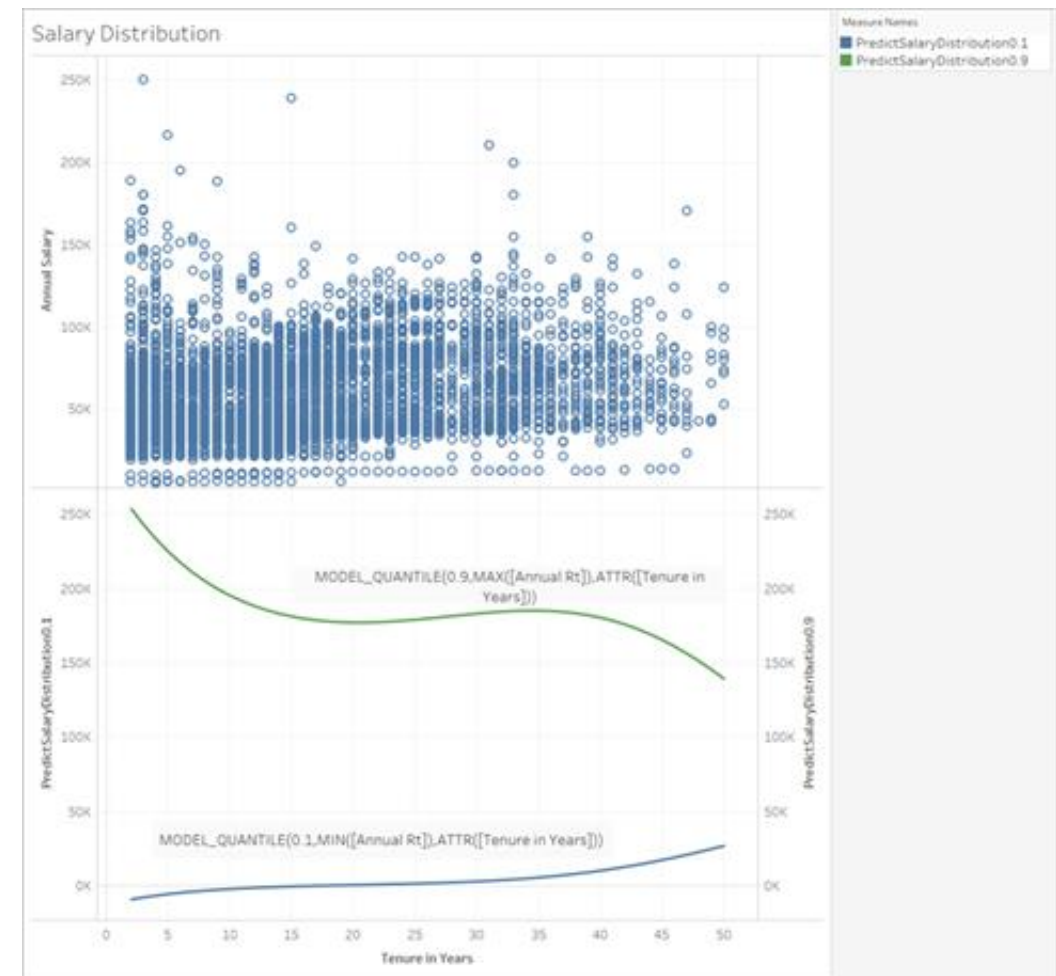 Salary Distribution
Measure Names
PredictSalaryDistribution0.1
PredictSalaryDistribution0.9
250K
200K
150K
100K
50K
Annual Salary
250K
200K
150K
100K
50K
0K
PredictSalaryDistribution0.1
MODEL_QUANTILE(0.9,MAX([Annual Rt]),ATTR([Tenure in
Years]))
MODEL_QUANTILE(0.1,MIN([Annual Rt]),ATTR([Tenure in Years]))
250K
200K
150K
100K
50K
0K
PredictSalaryDistribution0.9
0 5 10 15 20 25 30 35 40 45 50
Tenure in Years